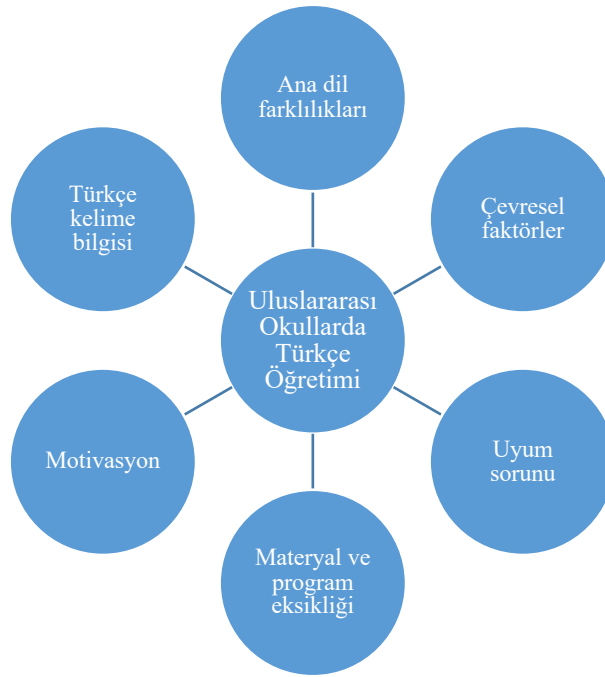 Ana dil
farklılıkları
Türkçe
kelime
bilgisi
Çevresel
faktörler
Uluslararası
Okullarda
Türkçe
Öğretimi
Motivasyon
Uyum
sorunu
Materyal ve
program
eksikliği